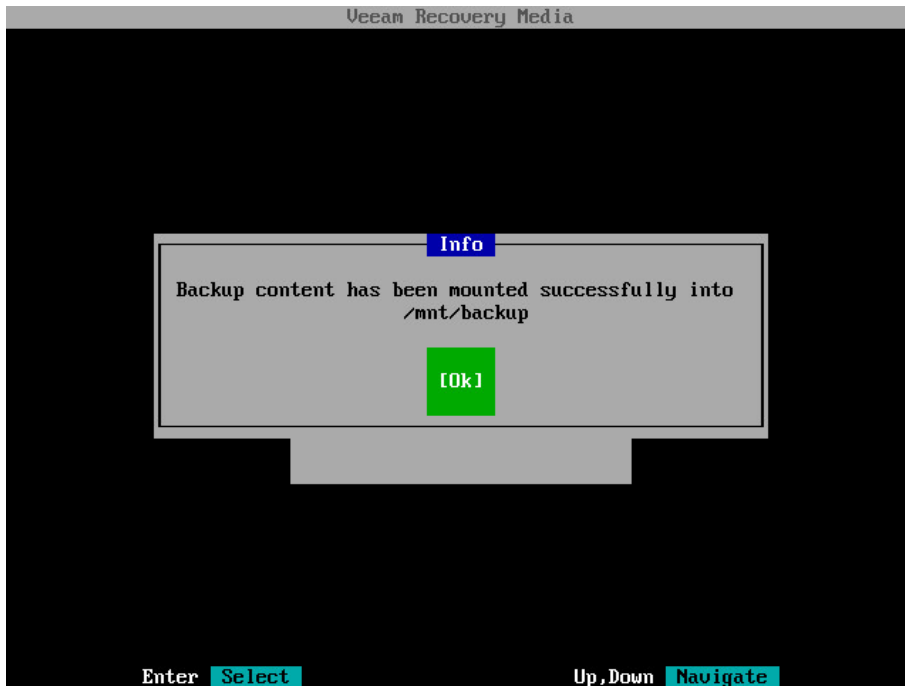 Veeam Recovery Media
Info
Backup content has been mounted successfully into
/mnt/backup
[Ok]
Enter Select Up,Down Navigate